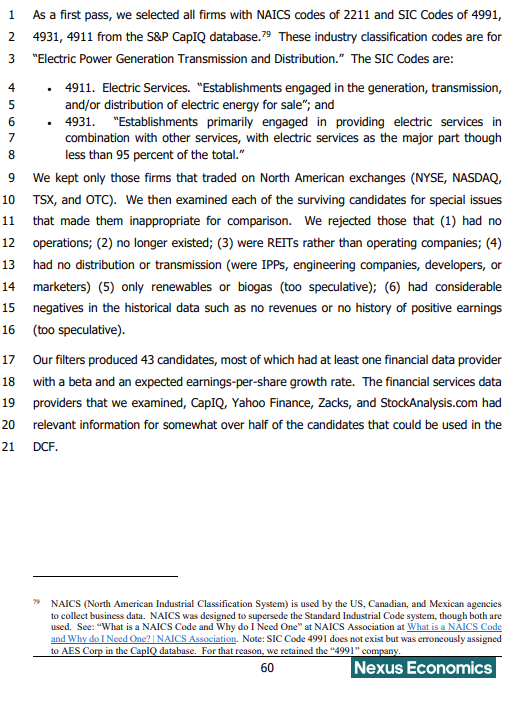 1 As a first pass, we selected all firms with NAICS codes of 2211 and SIC Codes of 4991,
2 4931, 4911 from the S&P CapIQ database.79 These industry classification codes are for
3 “Electric Power Generation Transmission and Distribution.” The SIC Codes are:
4 • 4911. Electric Services. “Establishments engaged in the generation, transmission,
5 and/or distribution of electric energy for sale”; and
6 • 4931. “Establishments primarily engaged in providing electric services in
7 combination with other services, with electric services as the major part though
8 less than 95 percent of the total.”
9 We kept only those firms that traded on North American exchanges (NYSE, NASDAQ,
10 TSX, and OTC). We then examined each of the surviving candidates for special issues
11 that made them inappropriate for comparison. We rejected those that (1) had no
12 operations; (2) no longer existed; (3) were REITs rather than operating companies; (4)
13 had no distribution or transmission (were IPPs, engineering companies, developers, or
14 marketers) (5) only renewables or biogas (too speculative); (6) had considerable
15 negatives in the historical data such as no revenues or no history of positive earnings
16 (too speculative).
17 Our filters produced 43 candidates, most of which had at least one financial data provider
18 with a beta and an expected earnings-per-share growth rate. The financial services data
19 providers that we examined, CapIQ, Yahoo Finance, Zacks, and StockAnalysis.com had
20 relevant information for somewhat over half of the candidates that could be used in the
21 DCF.
79 NAICS (North American Industrial Classification System) is used by the US, Canadian, and Mexican agencies
to collect business data. NAICS was designed to supersede the Standard Industrial Code system, though both are
used. See: “What is a NAICS Code and Why do I Need One” at NAICS Association at What is a NAICS Code
and Why do I Need One? | NAICS Association. Note: SIC Code 4991 does not exist but was erroneously assigned
to AES Corp in the CapIQ database. For that reason, we retained the “4991” company.
60 Nexus Economics